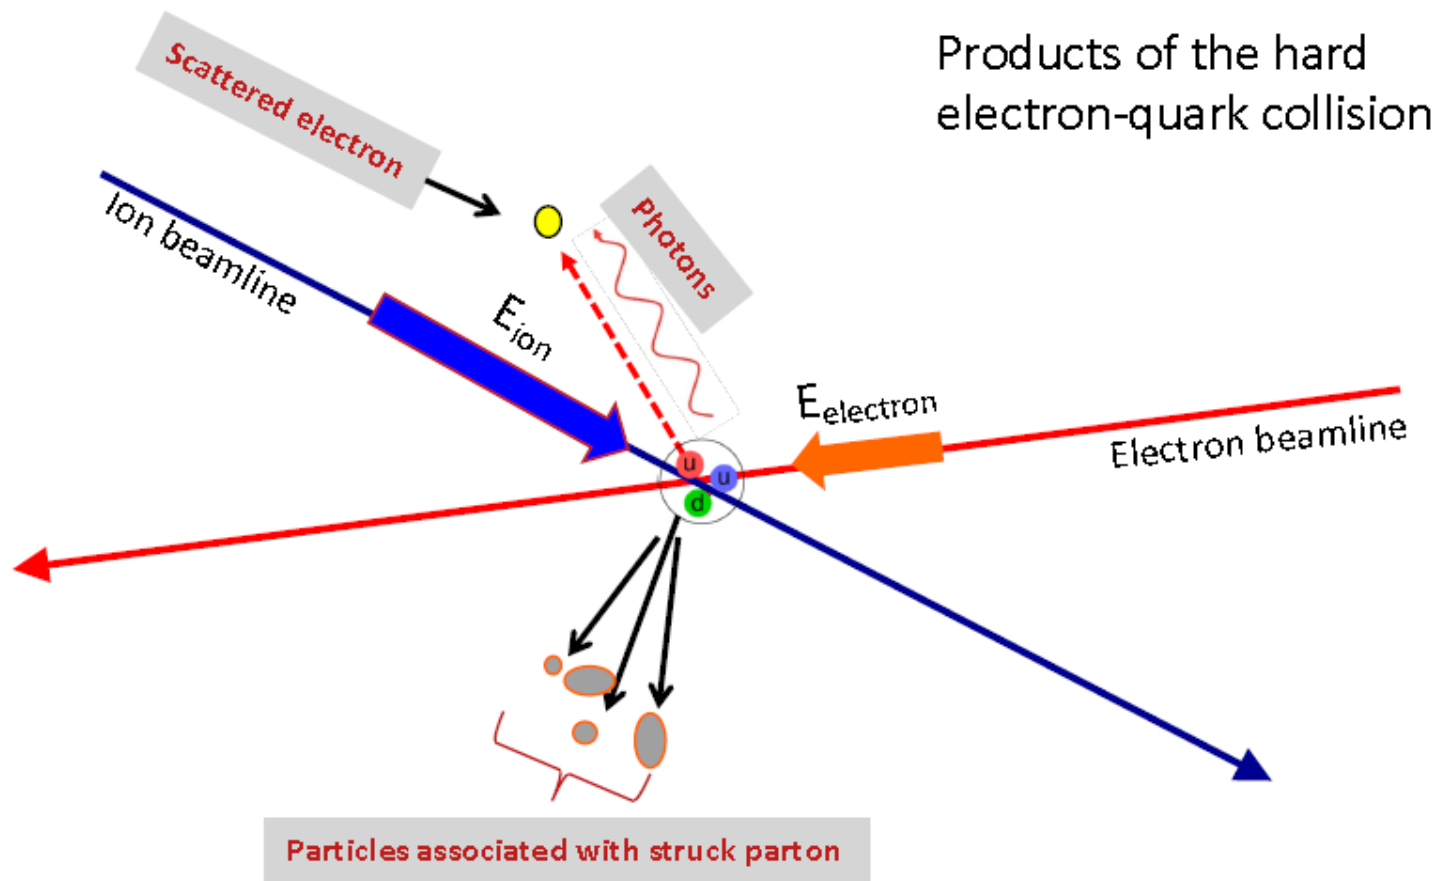 Products of the hard
electron-quark collision
Scattered electron
Ion beamline
Photons
E_ion
E_electron
Electron beamline
u
u
d
Particles associated with struck parton